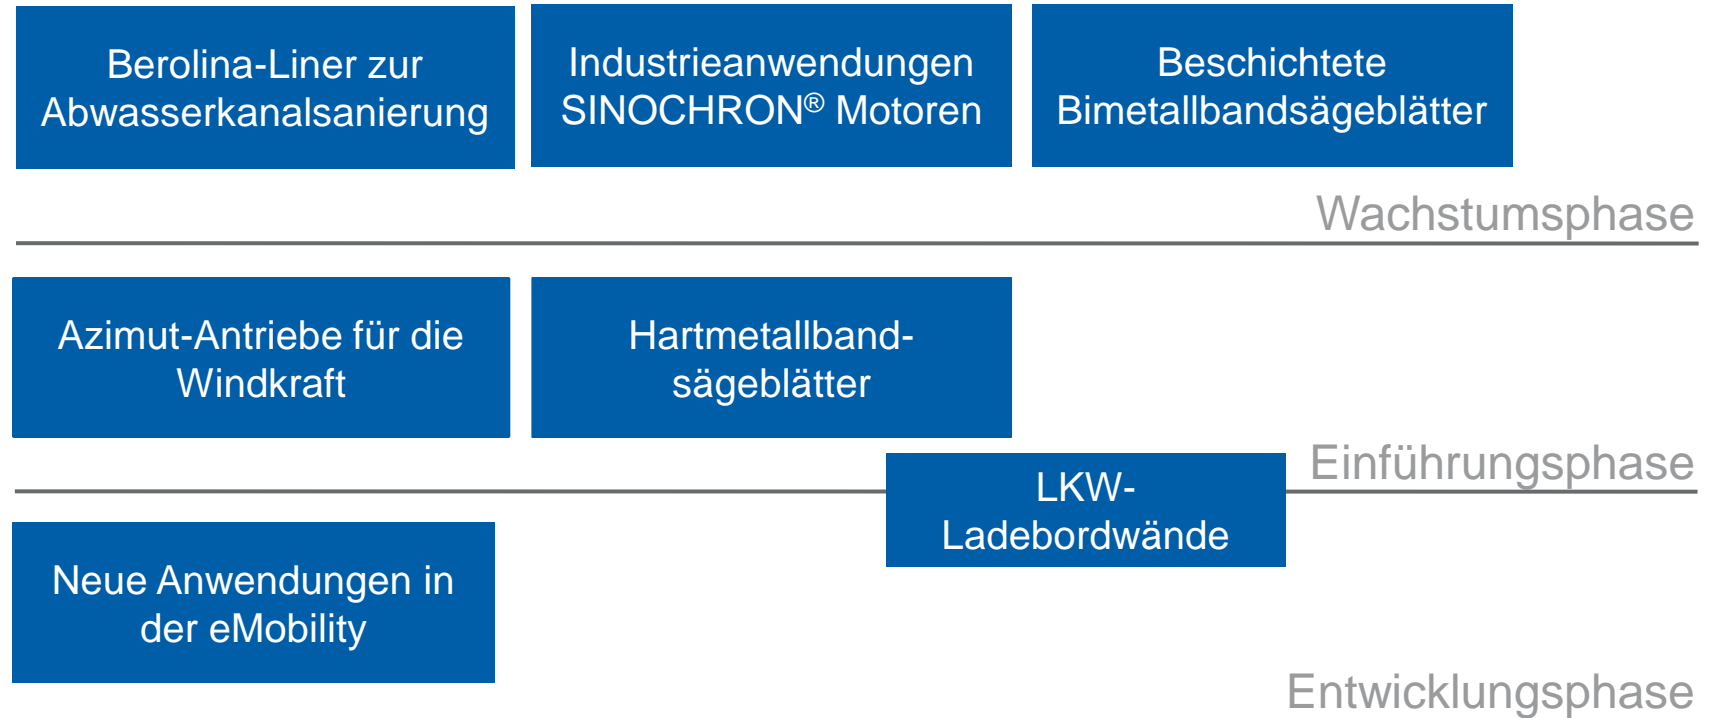 Berolina-Liner zur
Abwasserkanalsanierung
Industrieanwendungen
SINOCHRON® Motoren
Beschichtete
Bimetallbandsägeblätter
Wachstumsphase
Azimut-Antriebe für die
Windkraft
Hartmetallband-
sägeblätter
Einführungsphase
LKW-
Ladebordwände
Neue Anwendungen in
der eMobility
Entwicklungsphase